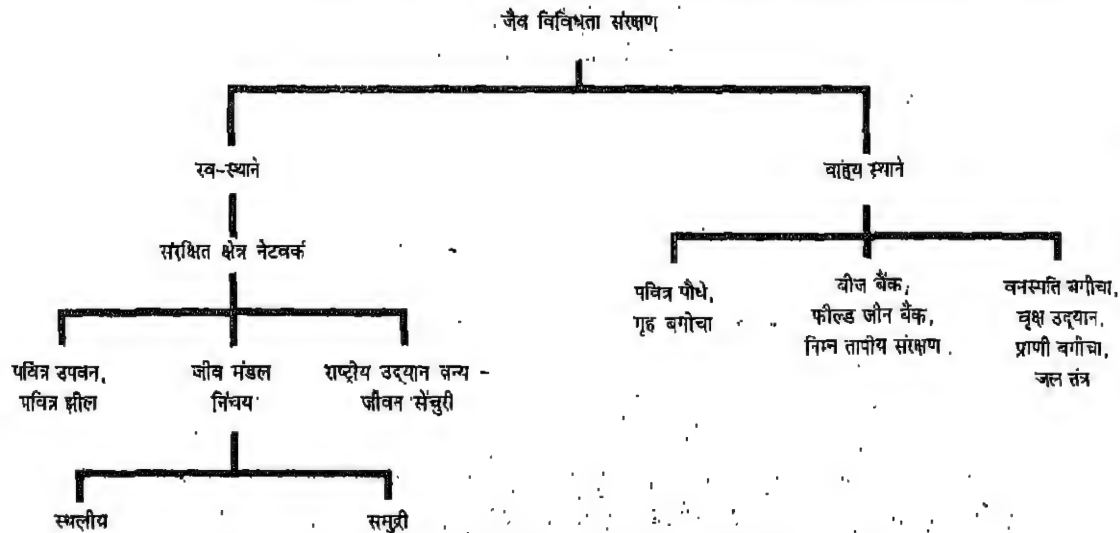 जैव विविधता संरक्षण
स्व-स्थाने
वाह्य स्थाने
संरक्षित क्षेत्र नेटवर्क
पवित्र पौधे,
गृह बगीचा
बीज बैंक,
फील्ड जीन बैंक,
निम्न तापीय संरक्षण
वनस्पति बगीचा,
वृक्ष उद्यान,
प्राणी बगीचा,
जल तंत्र
पवित्र उपवन,
पवित्र झील
जीव मंडल
निचय
राष्ट्रीय उद्यान वन्य -
जीवन सेंचुरी
स्थलीय
समुद्री